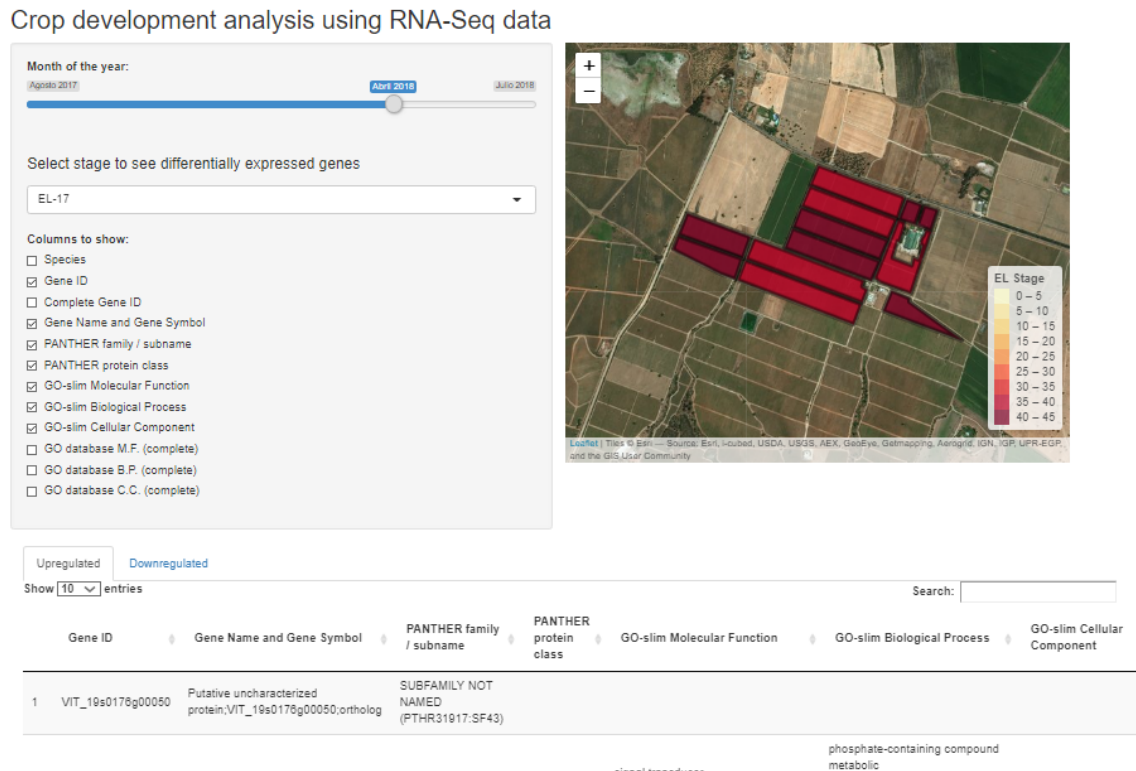 Crop development analysis using RNA-Seq data
Month of the year:
Agosto 2017
Abril 2018
Julio 2018
Select stage to see differentially expressed genes
EL-17
Columns to show:
Species
Gene ID
Complete Gene ID
Gene Name and Gene Symbol
PANTHER family / subname
PANTHER protein class
GO-slim Molecular Function
GO-slim Biological Process
GO-slim Cellular Component
GO database M.F. (complete)
GO database B.P. (complete)
GO database C.C. (complete)
+
−
EL Stage
0 – 5
5 – 10
10 – 15
15 – 20
20 – 25
25 – 30
30 – 35
35 – 40
40 – 45
Leaflet | Tiles © Esri — Source: Esri, i-cubed, USDA, USGS, AEX, GeoEye, Getmapping, Aerogrid, IGN, IGP, UPR-EGP,
and the GIS User Community
Upregulated
Downregulated
Show 10 entries
Search:
Gene ID
Gene Name and Gene Symbol
PANTHER family
/ subname
PANTHER
protein
class
GO-slim Molecular Function
GO-slim Biological Process
GO-slim Cellular
Component
1
VIT_19s0176g00050
Putative uncharacterized
protein;VIT_19s0176g00050;ortholog
SUBFAMILY NOT
NAMED
(PTHR31917:SF43)
signal transducer
phosphate-containing compound
metabolic